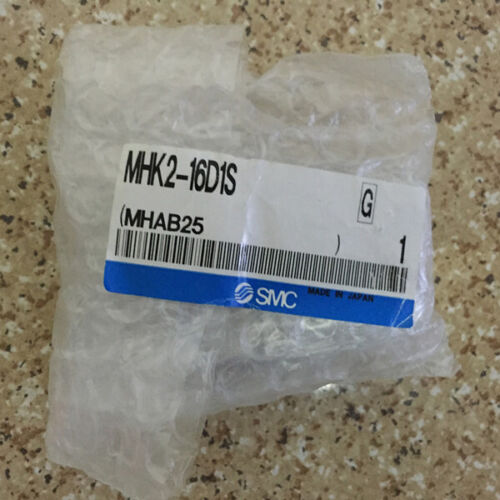 MHK2-16D1S
G
(MHAB25 ) 1
SMC MADE IN JAPAN